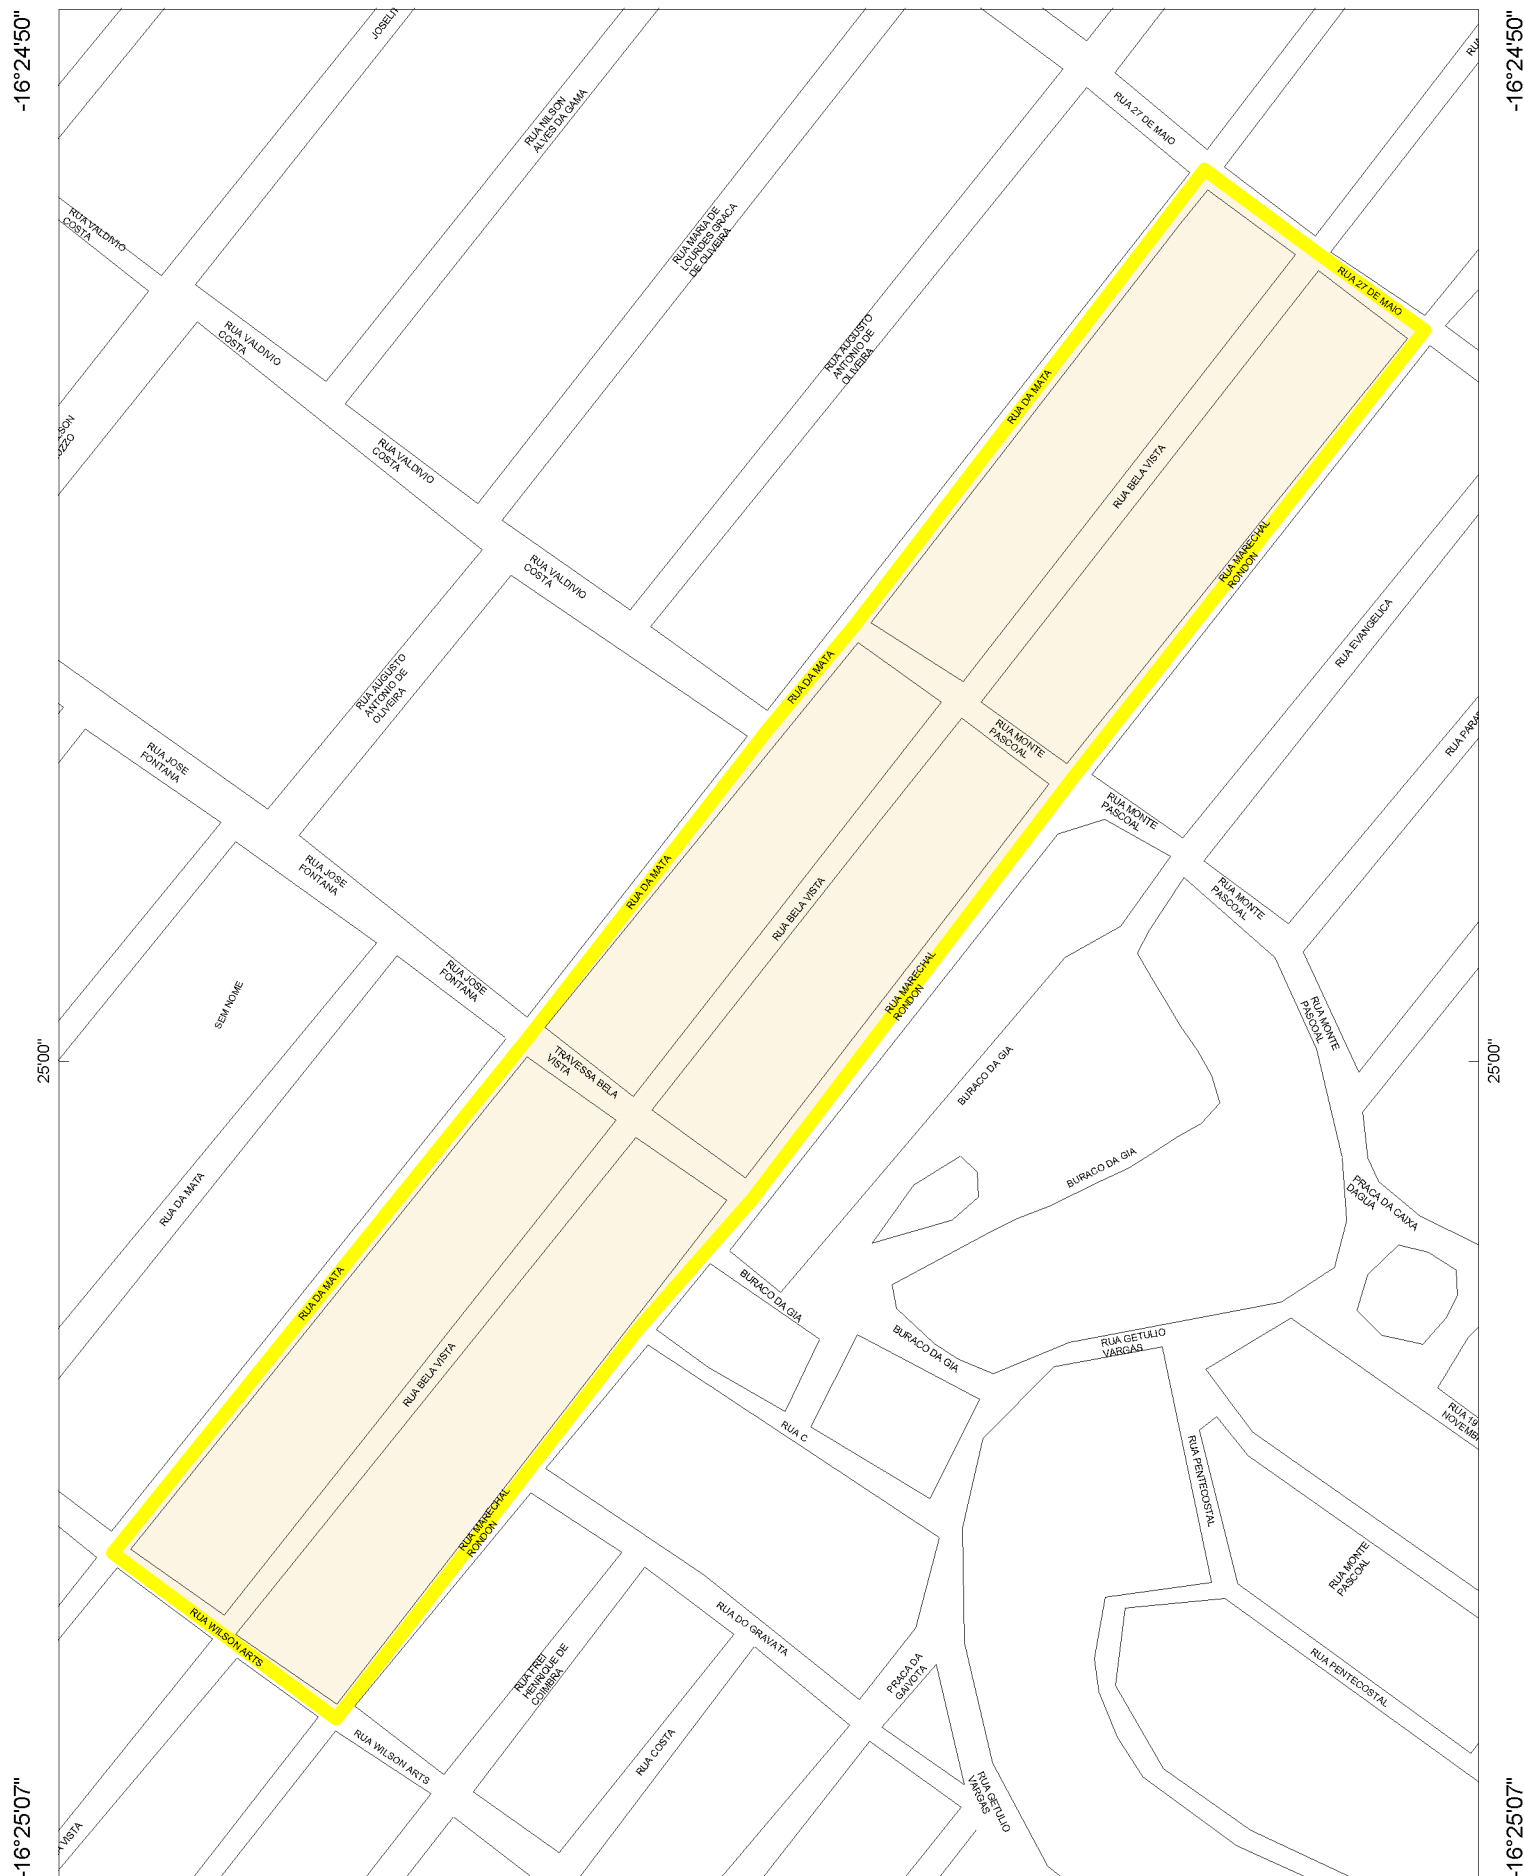 -16°24'50"
-16°24'50"
RUA 27 DE MAIO
RUA NILSON
ALVES DA GAMA
RUA VALDIVIO
COSTA
RUA MARIA DE
LOURDES GRACA
DE OLIVEIRA
RUA 27 DE MAIO
RUA VALDIVIO
COSTA
RUA AUGUSTO
ANTONIO DE
OLIVEIRA
RUA DA MATA
RUA VALDIVIO
COSTA
RUA BELA VISTA
RUA MARECHAL
RONDON
RUA VALDIVIO
COSTA
RUA EVANGELICA
RUA DA MATA
RUA AUGUSTO
ANTONIO DE
OLIVEIRA
RUA MONTE
PASCOAL
RUA JOSE
FONTANA
RUA MONTE
PASCOAL
RUA JOSE
FONTANA
RUA DA MATA
RUA BELA VISTA
RUA MONTE
PASCOAL
RUA JOSE
FONTANA
RUA MARECHAL
RONDON
SEM NOME
RUA MONTE
PASCOAL
25'00"
25'00"
TRAVESSA BELA
VISTA
BURACO DA GIA
BURACO DA GIA
RUA DA MATA
PRACA DA CAIXA
DAGUA
RUA DA MATA
BURACO DA GIA
BURACO DA GIA
RUA GETULIO
VARGAS
RUA BELA VISTA
RUA 19
RUA C
RUA PENTECOSTAL
RUA MARECHAL
RONDON
RUA MONTE
PASCOAL
RUA WILSON ARTS
RUA DO GRAVATA
RUA FREI
HENRIQUE DE
COIMBRA
PRACA DA
GAIVOTA
RUA PENTECOSTAL
RUA WILSON ARTS
RUA COSTA
RUA GETULIO
VARGAS
VISTA
-16°25'07"
-16°25'07"